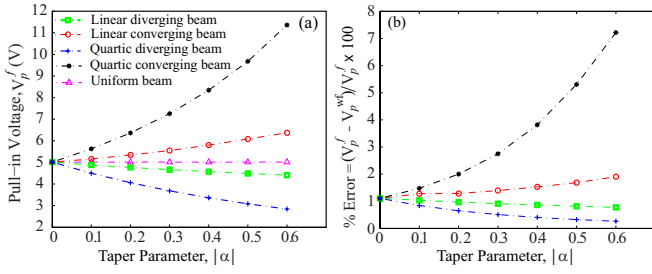 (a)
Linear diverging beam
Linear converging beam
Quartic diverging beam
Quartic converging beam
Uniform beam
Pull−in Voltage, V_p^f (V)
12
11
10
9
8
7
6
5
4
3
2
0 0.1 0.2 0.3 0.4 0.5 0.6
Taper Parameter, |α|
(b)
% Error = (V_p^f − V_p^wf)/V_p^f x 100
8
7
6
5
4
3
2
1
0
0 0.1 0.2 0.3 0.4 0.5 0.6
Taper Parameter, |α|